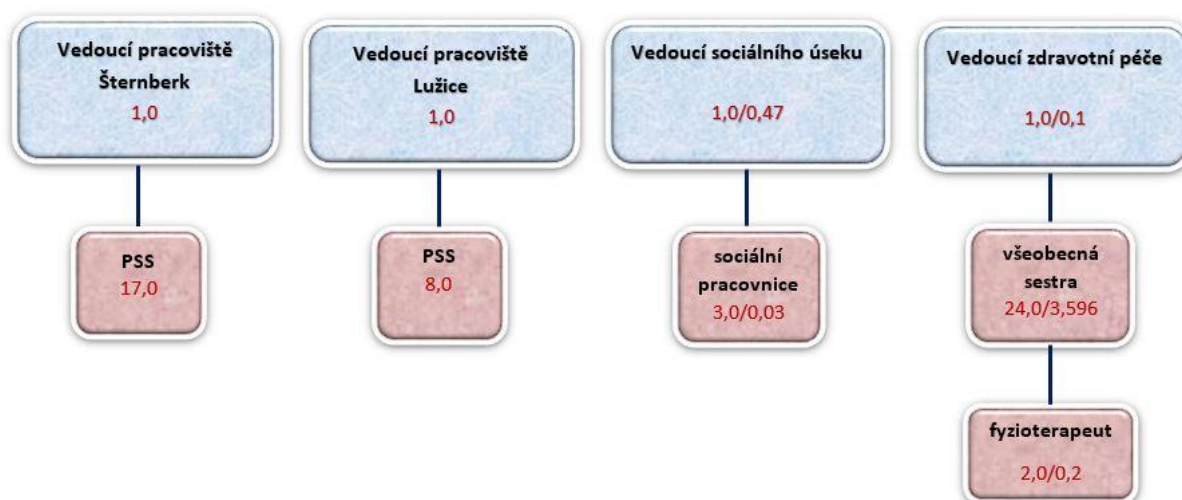 Vedoucí pracoviště
Šternberk
1,0
Vedoucí pracoviště
Lužice
1,0
Vedoucí sociálního úseku
1,0/0,47
Vedoucí zdravotní péče
1,0/0,1
PSS
17,0
PSS
8,0
sociální
pracovnice
3,0/0,03
všeobecná
sestra
24,0/3,596
fyzioterapeut
2,0/0,2